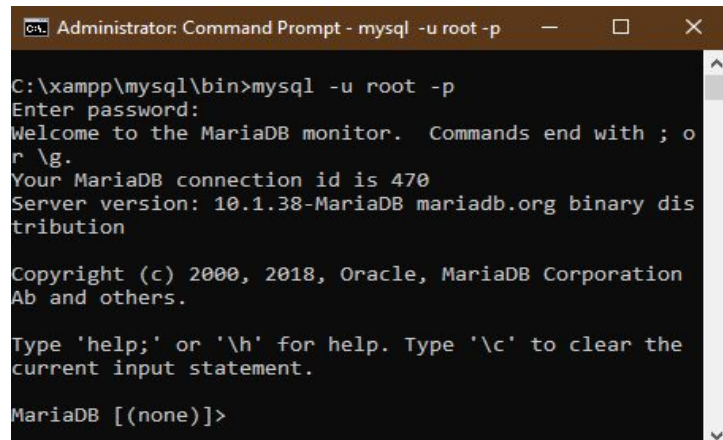 Administrator: Command Prompt - mysql  -u root -p
C:\xampp\mysql\bin>mysql -u root -p
Enter password:
Welcome to the MariaDB monitor.  Commands end with ; o
r \g.
Your MariaDB connection id is 470
Server version: 10.1.38-MariaDB mariadb.org binary dis
tribution
Copyright (c) 2000, 2018, Oracle, MariaDB Corporation
Ab and others.
Type 'help;' or '\h' for help. Type '\c' to clear the
current input statement.
MariaDB [(none)]>